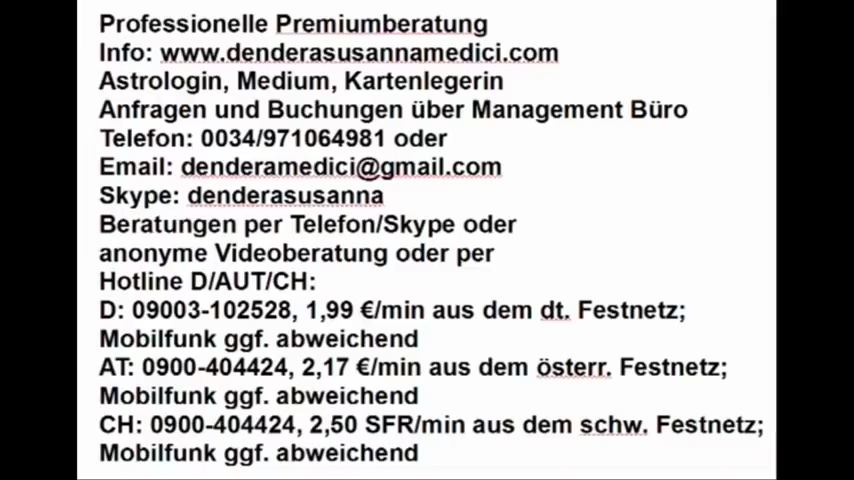 Professionelle Premiumberatung
Info: www.denderasusannamedici.com
Astrologin, Medium, Kartenlegerin
Anfragen und Buchungen über Management Büro
Telefon: 0034/971064981 oder
Email: denderamedici@gmail.com
Skype: denderasusanna
Beratungen per Telefon/Skype oder
anonyme Videoberatung oder per
Hotline D/AUT/CH:
D: 09003-102528, 1,99 €/min aus dem dt. Festnetz;
Mobilfunk ggf. abweichend
AT: 0900-404424, 2,17 €/min aus dem österr. Festnetz;
Mobilfunk ggf. abweichend
CH: 0900-404424, 2,50 SFR/min aus dem schw. Festnetz;
Mobilfunk ggf. abweichend